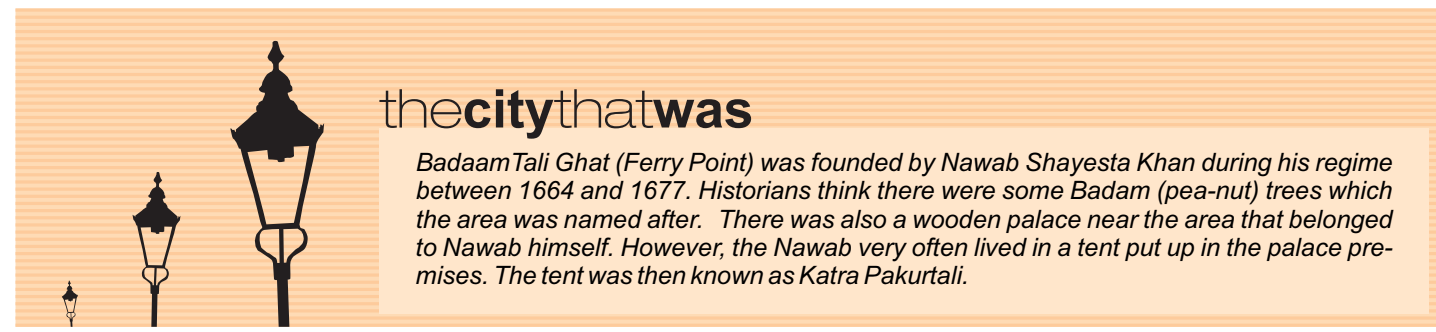 thecitythatwas
BadaamTali Ghat (Ferry Point) was founded by Nawab Shayesta Khan during his regime
between 1664 and 1677. Historians think there were some Badam (pea-nut) trees which
the area was named after. There was also a wooden palace near the area that belonged
to Nawab himself. However, the Nawab very often lived in a tent put up in the palace pre-
mises. The tent was then known as Katra Pakurtali.